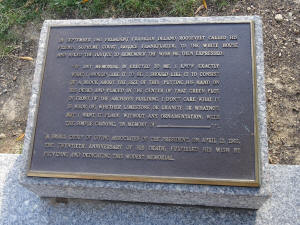 IN SEPTEMBER 1941 PRESIDENT FRANKLIN DELANO ROOSEVELT CALLED HIS
FRIEND, SUPREME COURT JUSTICE FRANKFURTER, TO THE WHITE HOUSE
AND ASKED THE JUSTICE TO REMEMBER THE WISH HE THEN EXPRESSED:
ANY MEMORIAL IS ERECTED TO ME, I KNOW EXACTLY
WHAT I SHOULD LIKE IT TO BE. I SHOULD LIKE IT TO CONSIST
OF A BLOCK ABOUT THE SIZE OF THIS (PUTTING HIS HAND ON
HIS DESK) AND PLACED IN THE CENTER OF THAT GREEN PLOT
IN FRONT OF THE ARCHIVES BUILDING. I DON'T CARE WHAT IT
IS MADE OF, WHETHER LIMESTONE OR GRANITE OR WHATNOT,
BUT I WANT IT PLAIN WITHOUT ANY ORNAMENTATION, WITH
THE SIMPLE CARVING, "IN MEMORY OF
A SMALL GROUP OF LIVING ASSOCIATES OF THE PRESIDENT, ON APRIL 12, 1965,
THE TWENTIETH ANNIVERSARY OF HIS DEATH, FULFILLED HIS WISH BY
PROVIDING AND DEDICATING THIS MODEST MEMORIAL.